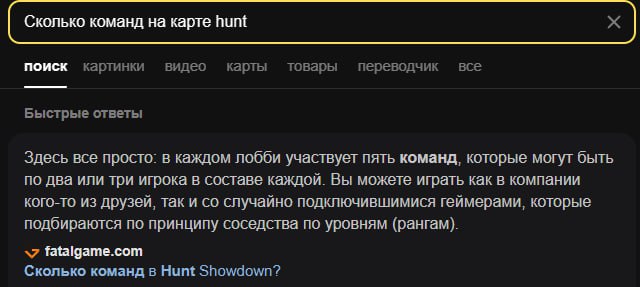 Сколько команд на карте hunt
поиск картинки видео карты товары переводчик все
Быстрые ответы
Здесь все просто: в каждом лобби участвует пять команд, которые могут быть
по два или три игрока в составе каждой. Вы можете играть как в компании
кого-то из друзей, так и со случайно подключившимися геймерами, которые
подбираются по принципу соседства по уровням (рангам).
fatalgame.com
Сколько команд в Hunt Showdown?